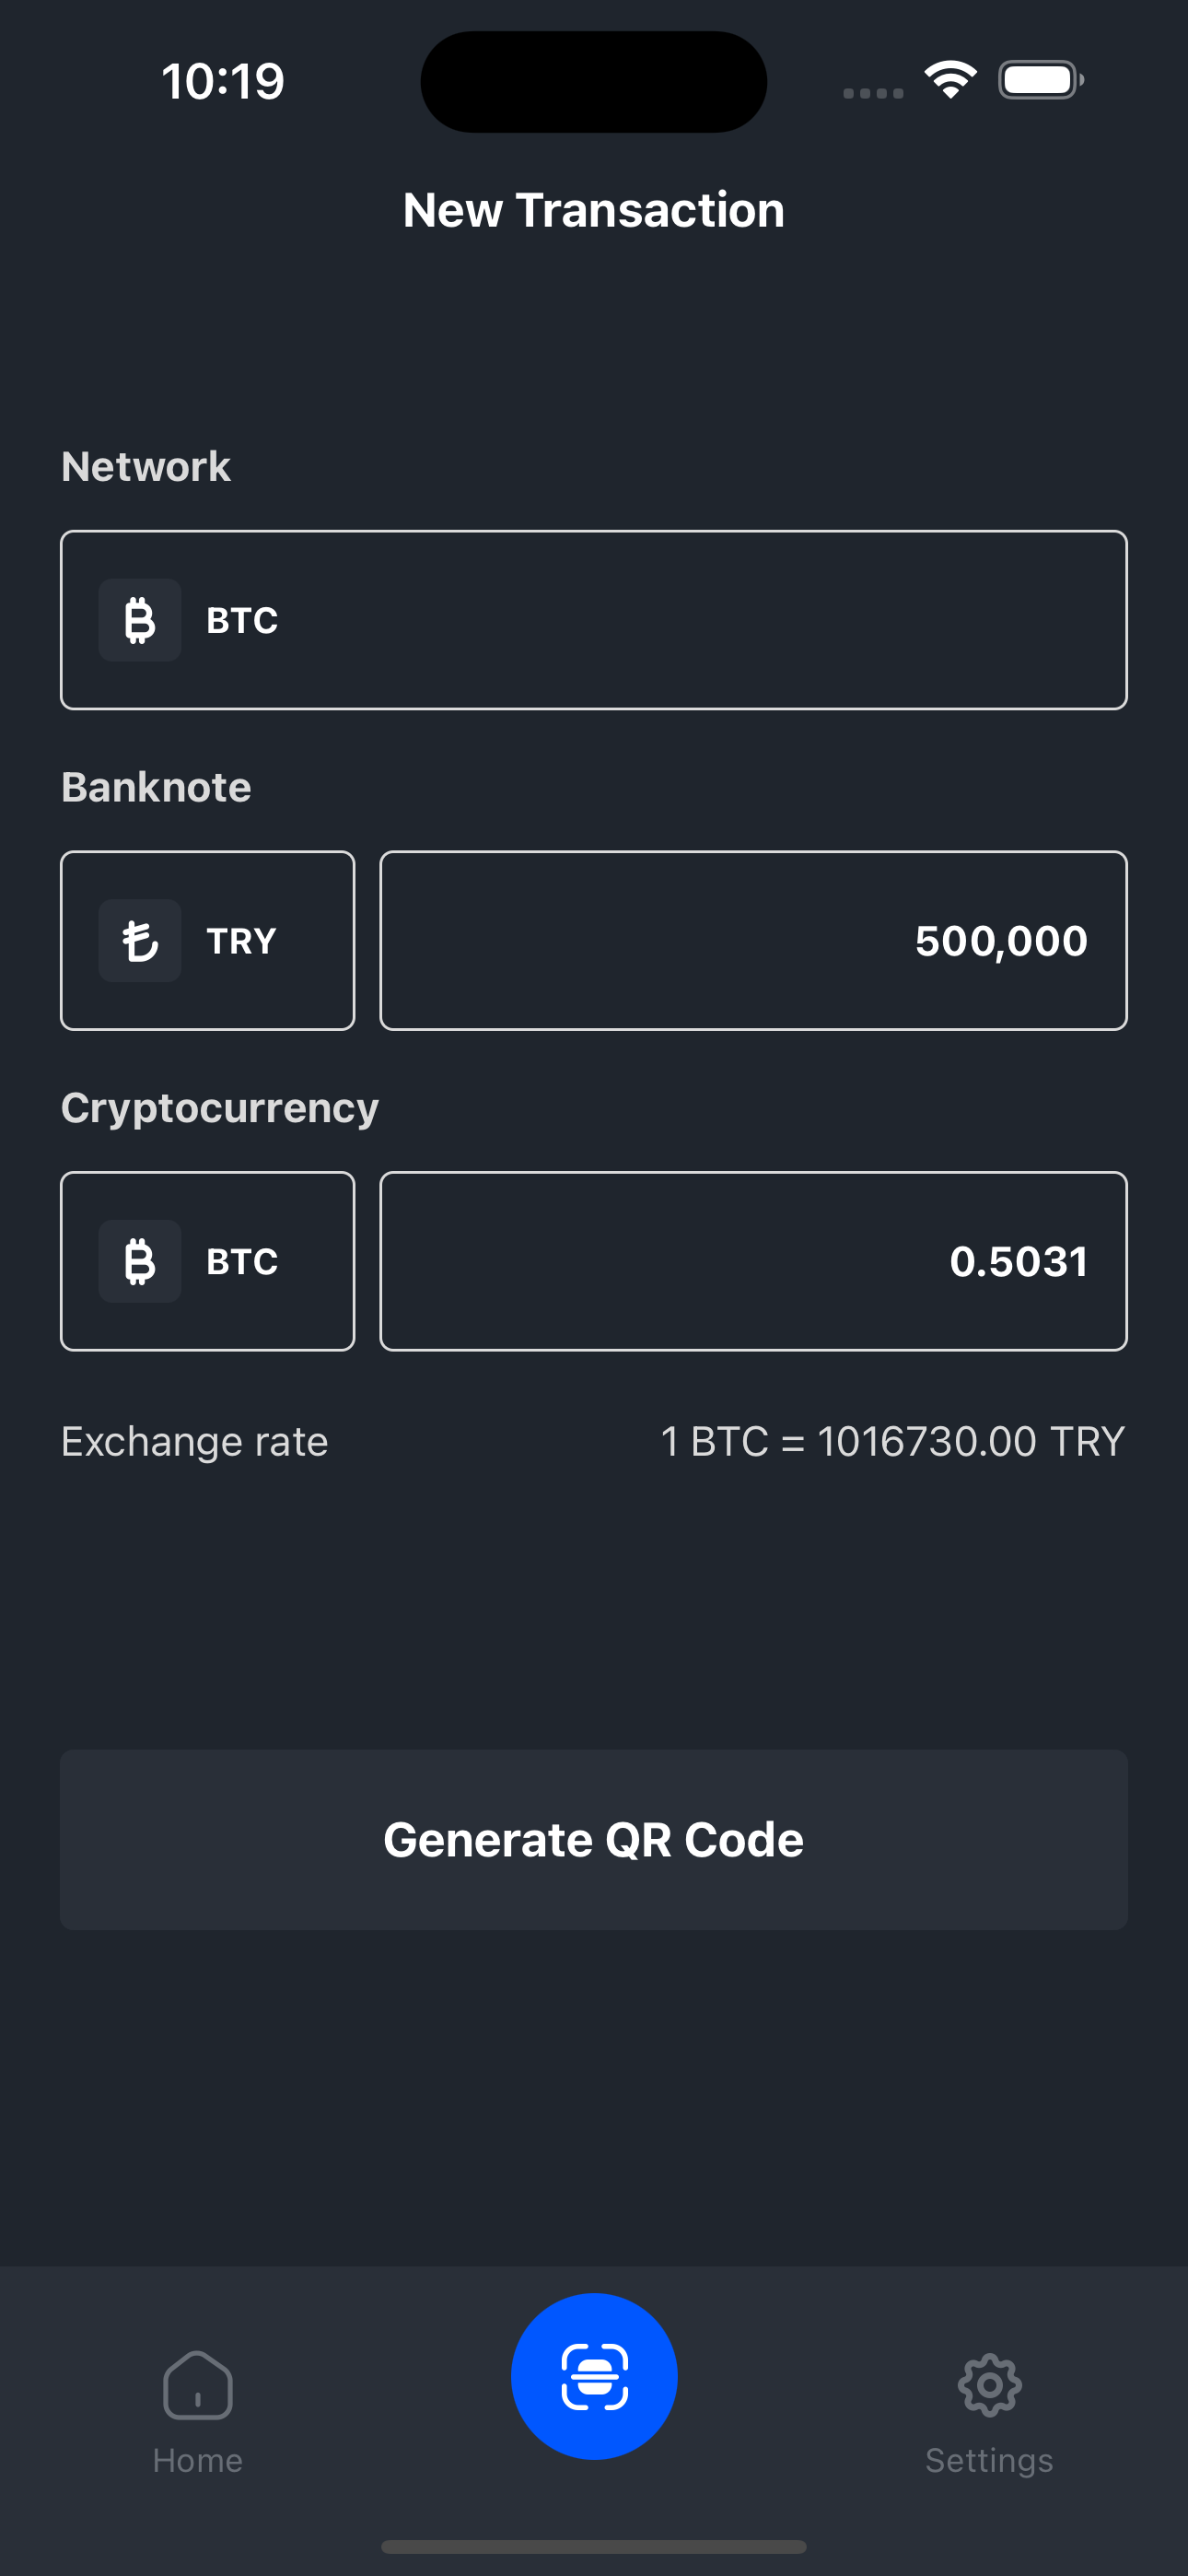 10:19
New Transaction
Network
BTC
Banknote
TRY
500,000
Cryptocurrency
BTC
0.5031
Exchange rate
1 BTC = 1016730.00 TRY
Generate QR Code
Home
Settings